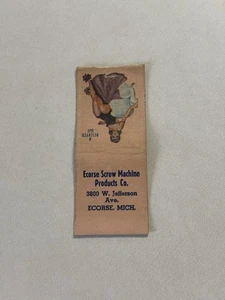 Ecorse Screw Machine
Products Co.
3800 W. Jefferson
Ave.
ECORSE, MICH.